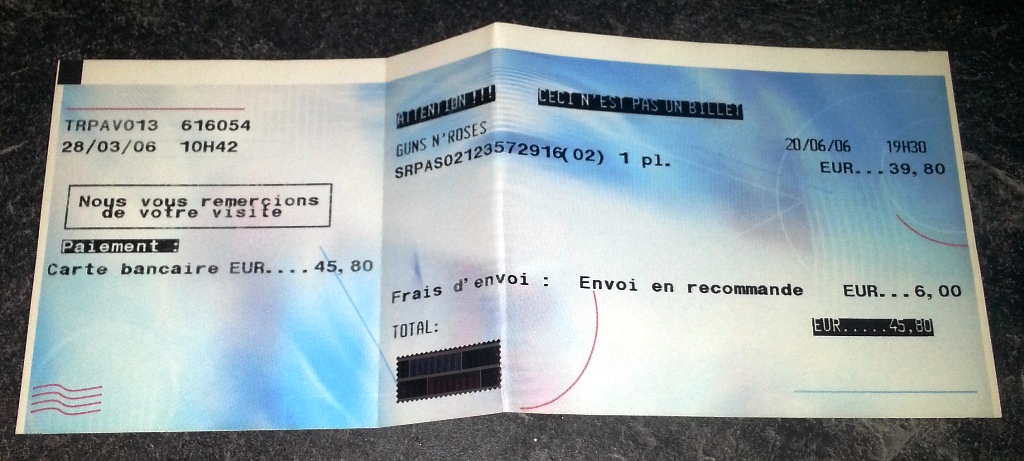 TRPAV013 616054
28/03/06 10H42
Nous vous remerçions
de votre visite
Paiement :
Carte bancaire EUR....45,80
ATTENTION !!! CECI N'EST PAS UN BILLET
GUNS N'ROSES 20/06/06 19H30
SRPAS02123572916(02) 1 pl. EUR...39,80
Frais d'envoi : Envoi en recommande EUR...6,00
TOTAL: EUR.....45,80